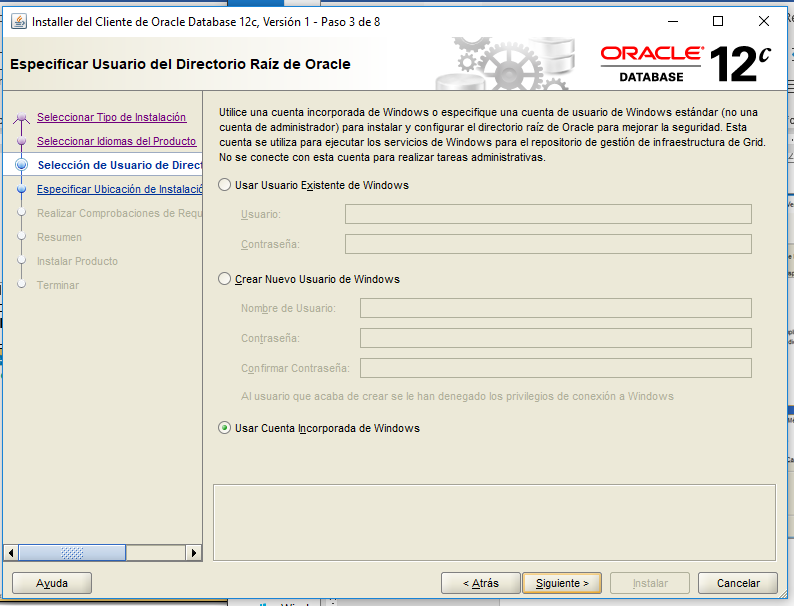 Installer del Cliente de Oracle Database 12c, Versión 1 - Paso 3 de 8
Especificar Usuario del Directorio Raíz de Oracle
ORACLE
DATABASE
12c
Seleccionar Tipo de Instalación
Seleccionar Idiomas del Producto
Selección de Usuario de Direct
Especificar Ubicación de Instalació
Realizar Comprobaciones de Requ
Resumen
Instalar Producto
Terminar
Utilice una cuenta incorporada de Windows o especifique una cuenta de usuario de Windows estándar (no una
cuenta de administrador) para instalar y configurar el directorio raíz de Oracle para mejorar la seguridad. Esta
cuenta se utiliza para ejecutar los servicios de Windows para el repositorio de gestión de infraestructura de Grid.
No se conecte con esta cuenta para realizar tareas administrativas.
Usar Usuario Existente de Windows
Usuario:
Contraseña:
Crear Nuevo Usuario de Windows
Nombre de Usuario:
Contraseña:
Confirmar Contraseña:
Al usuario que acaba de crear se le han denegado los privilegios de conexión a Windows
Usar Cuenta Incorporada de Windows
Ayuda
< Atrás
Siguiente >
Instalar
Cancelar